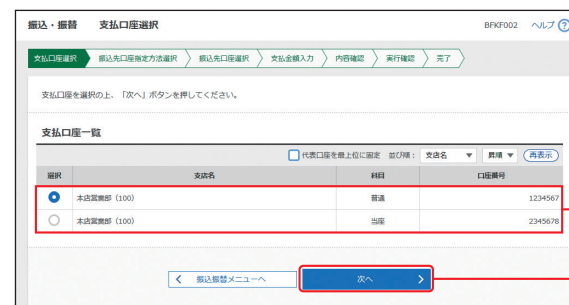 振込・振替 支払口座選択 BFKF002 ヘルプ ?
支払口座選択 振込先口座指定方法選択 振込先口座選択 支払金額入力 内容確認 実行確認 完了
支払口座を選択の上、「次へ」ボタンを押してください。
支払口座一覧
代表口座を最上位に固定 並び順： 支店名 ▼ 昇順 ▼ 再表示
選択 支店名 科目 口座番号
本店営業部（100） 普通 1234567
本店営業部（100） 当座 2345678
振込振替メニューへ 次へ